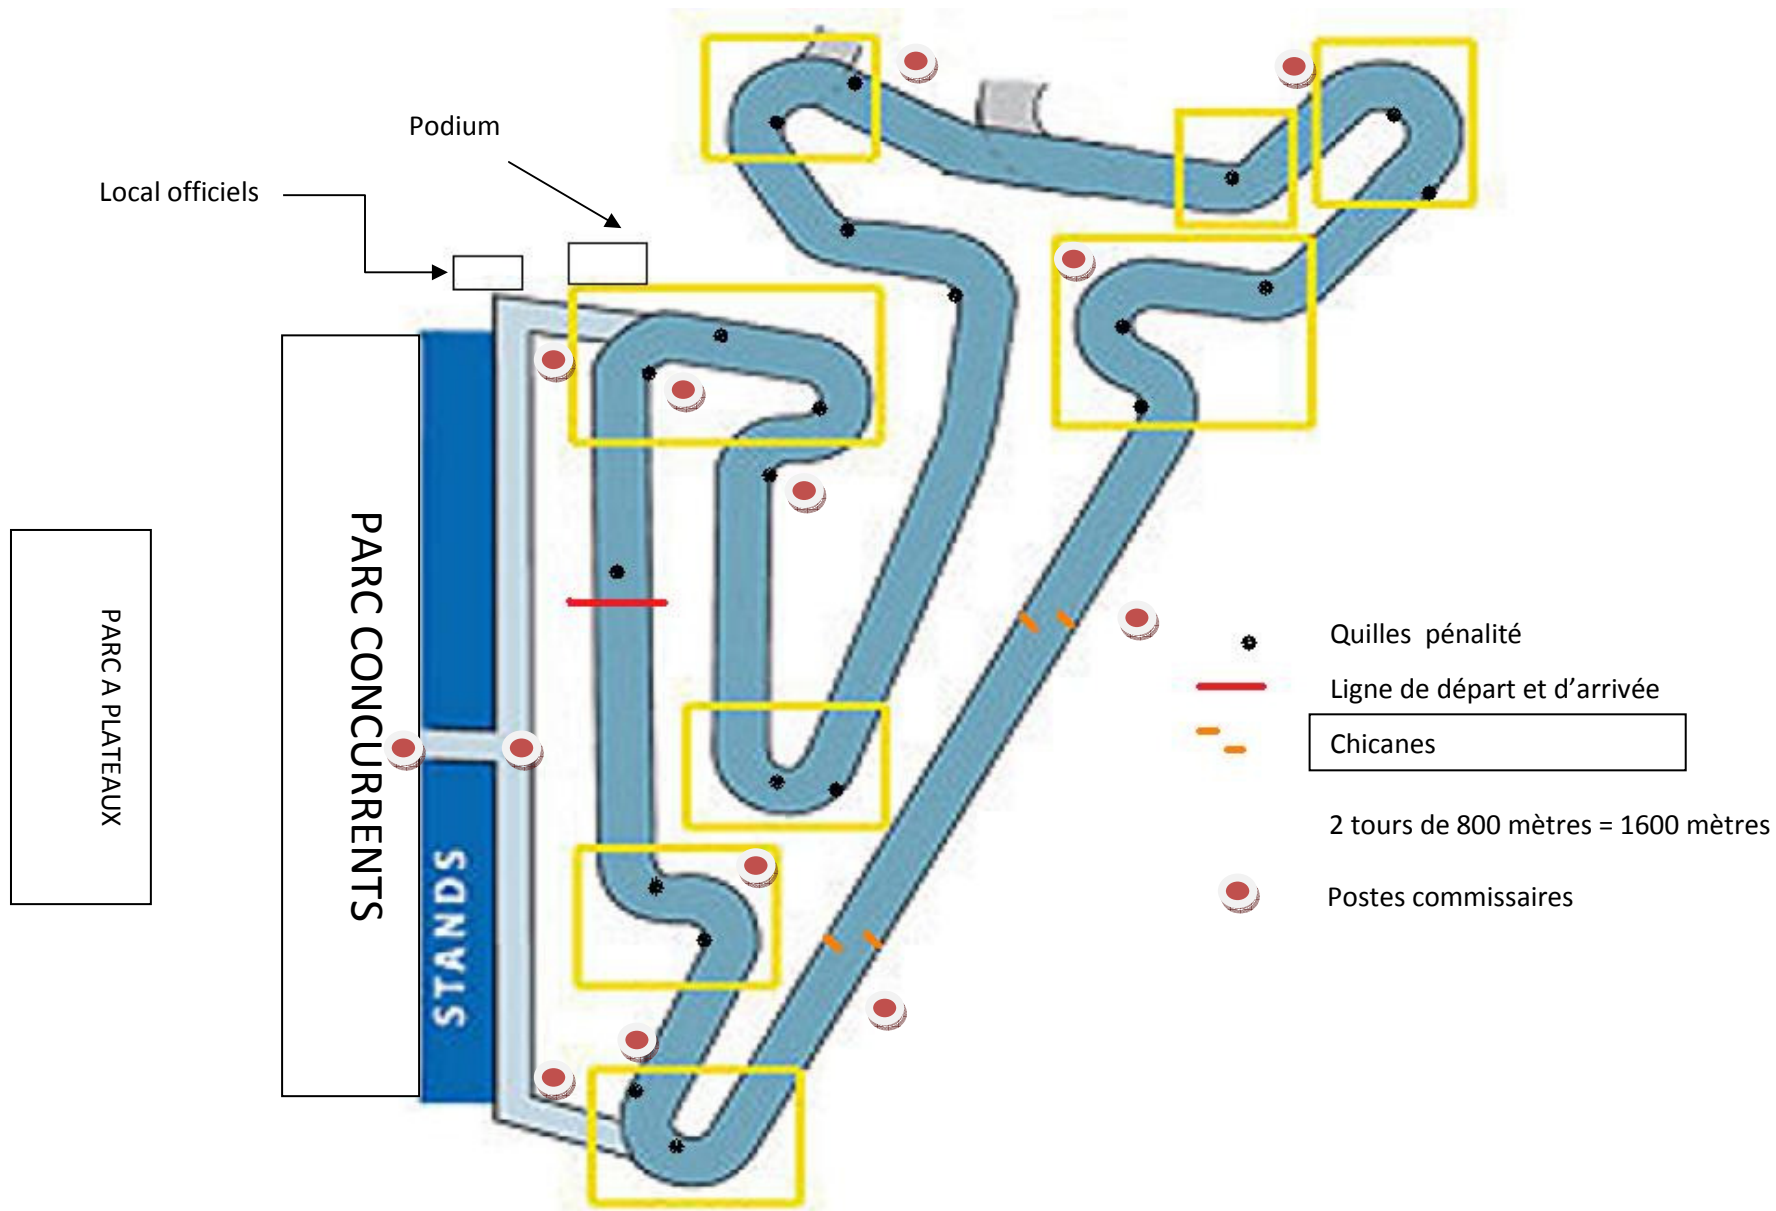 Podium
Local officiels
PARC A PLATEAUX
PARC CONCURRENTS
STANDS
Quilles pénalité
Ligne de départ et d'arrivée
Chicanes
2 tours de 800 mètres = 1600 mètres
Postes commissaires